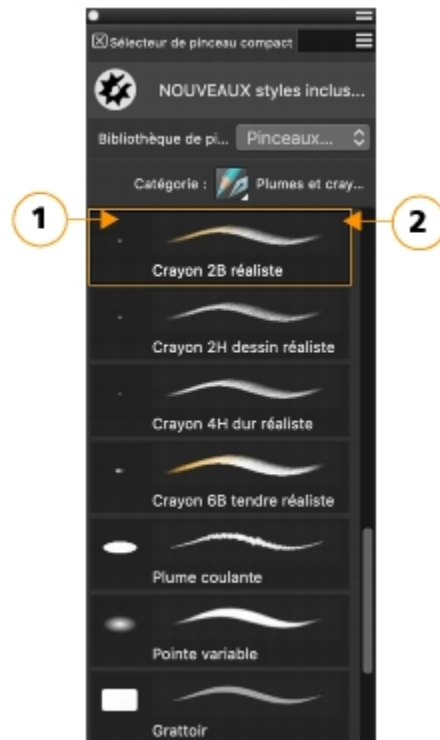 Sélecteur de pinceau compact
NOUVEAUX styles inclus...
Bibliothèque de pi... Pinceaux...
Catégorie : Plumes et cray...
1 2
Crayon 2B réaliste
Crayon 2H dessin réaliste
Crayon 4H dur réaliste
Crayon 6B tendre réaliste
Plume coulante
Pointe variable
Grattoir